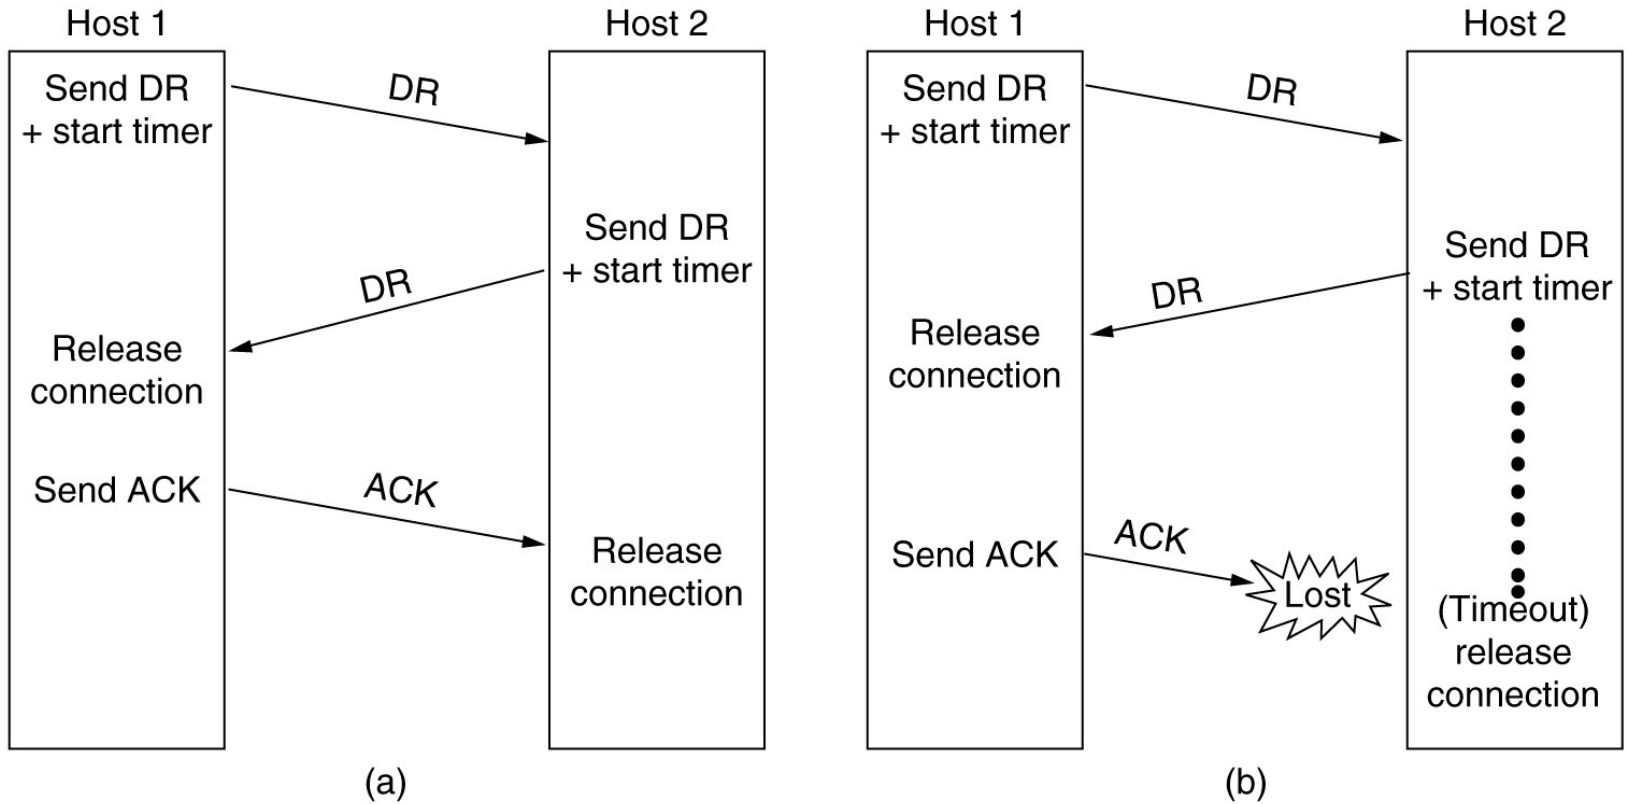 Host 1
Host 2
Send DR
+ start timer
DR
Send DR
+ start timer
DR
Release
connection
Send ACK
ACK
Release
connection
(a)
Host 1
Host 2
Send DR
+ start timer
DR
Send DR
+ start timer
DR
Release
connection
Send ACK
ACK
Lost
(Timeout)
release
connection
(b)